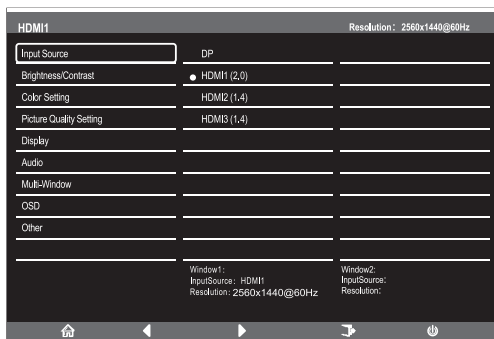 HDMI1 Resolution: 2560x1440@60Hz
Input Source DP
Brightness/Contrast HDMI1 (2,0)
Color Setting HDMI2 (1.4)
Picture Quality Setting HDMI3 (1.4)
Display
Audio
Multi-Window
OSD
Other
Window1: Window2:
InputSource: HDMI1 InputSource:
Resolution: 2560x1440@60Hz Resolution: